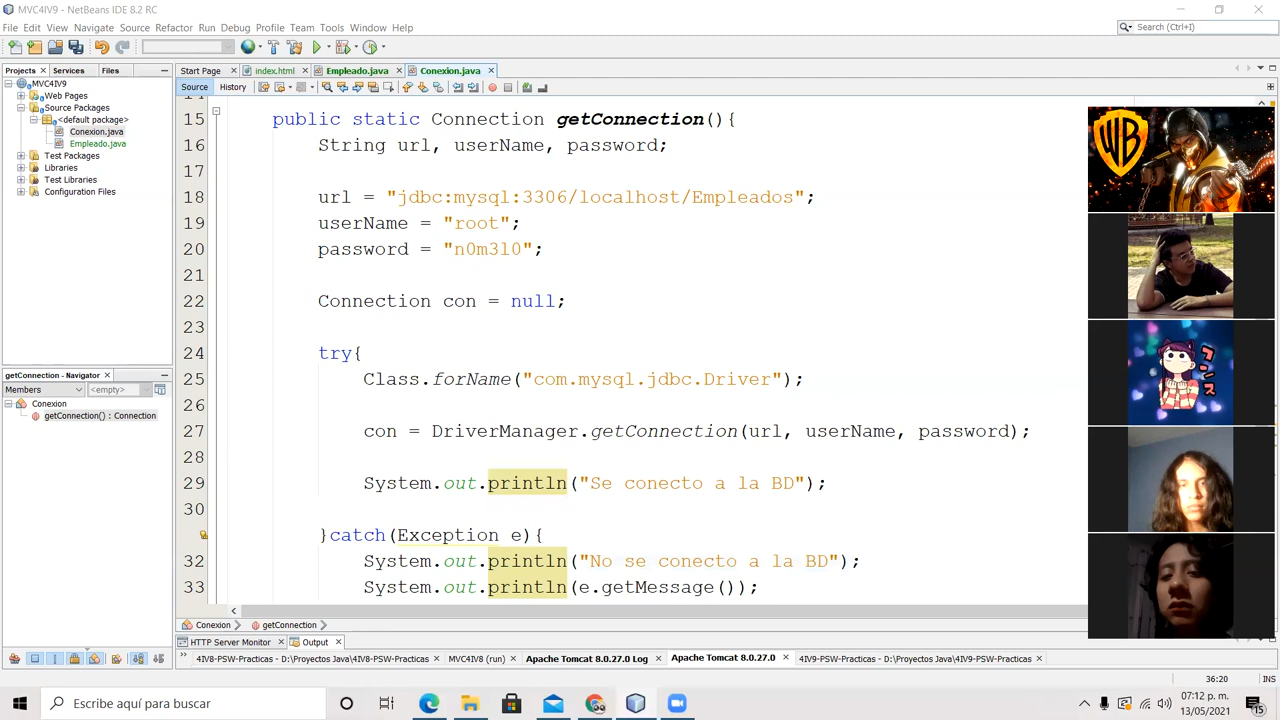 MVC4IV9 - NetBeans IDE 8.2 RC
File Edit View Navigate Source Refactor Run Debug Profile Team Tools Window Help
Search (Ctrl+I)
Projects Services Files
Start Page index.html Empleado.java Conexion.java
Source History
MVC4IV9
Web Pages
Source Packages
<default package>
Conexion.java
Empleado.java
Test Packages
Libraries
Test Libraries
Configuration Files
15 public static Connection getConnection(){
16 String url, userName, password;
17
18 url = "jdbc:mysql:3306/localhost/Empleados";
19 userName = "root";
20 password = "n0m3l0";
21
22 Connection con = null;
23
24 try{
25 Class.forName("com.mysql.jdbc.Driver");
26
27 con = DriverManager.getConnection(url, userName, password);
28
29 System.out.println("Se conecto a la BD");
30
}catch(Exception e){
32 System.out.println("No se conecto a la BD");
33 System.out.println(e.getMessage());
WB
getConnection - Navigator
Members <empty>
Conexion
getConnection() : Connection
Conexion getConnection
HTTP Server Monitor Output
4IV8-PSW-Practicas - D:\Proyectos Java\4IV8-PSW-Practicas MVC4IV8 (run) Apache Tomcat 8.0.27.0 Log Apache Tomcat 8.0.27.0 4IV9-PSW-Practicas - D:\Proyectos Java\4IV9-PSW-Practicas
36:20 INS
Escribe aquí para buscar
07:12 p. m.
13/05/2021
15